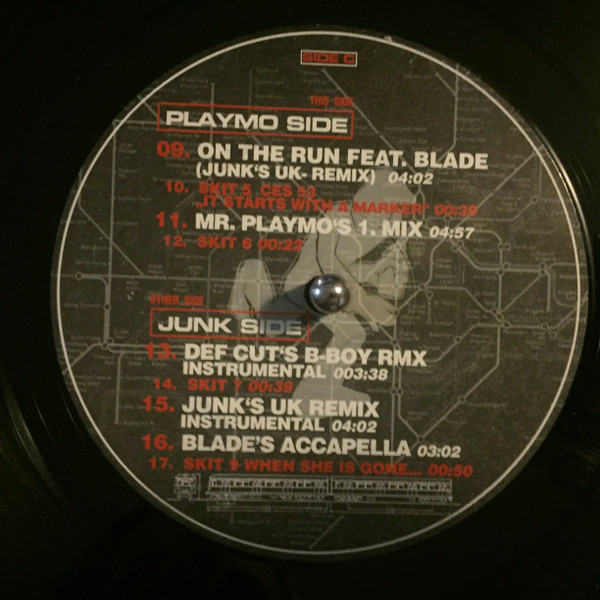 SIDE C
THIS SIDE
PLAYMO SIDE
09. ON THE RUN FEAT. BLADE
(JUNK'S UK- REMIX) 04:02
10. SKIT 5 CES 53
„IT STARTS WITH A MARKER" 00:39
11. MR. PLAYMO'S 1. MIX 04:57
12. SKIT 6 00:22
OTHER SIDE
JUNK SIDE
13. DEF CUT'S B-BOY RMX
INSTRUMENTAL 003:38
14. SKIT 7 00:39
15. JUNK'S UK REMIX
INSTRUMENTAL 04:02
16. BLADE'S ACCAPELLA 03:02
17. SKIT 9 WHEN SHE IS GONE... 00:50